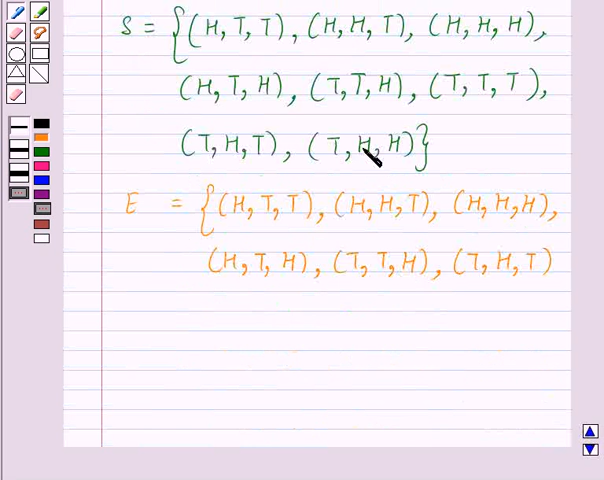 S = {(H, T, T), (H, H, T), (H, H, H),
(H, T, H), (T, T, H), (T, T, T),
(T, H, T), (T, H, H)}
E = {(H, T, T), (H, H, T), (H, H, H),
(H, T, H), (T, T, H), (T, H, T)